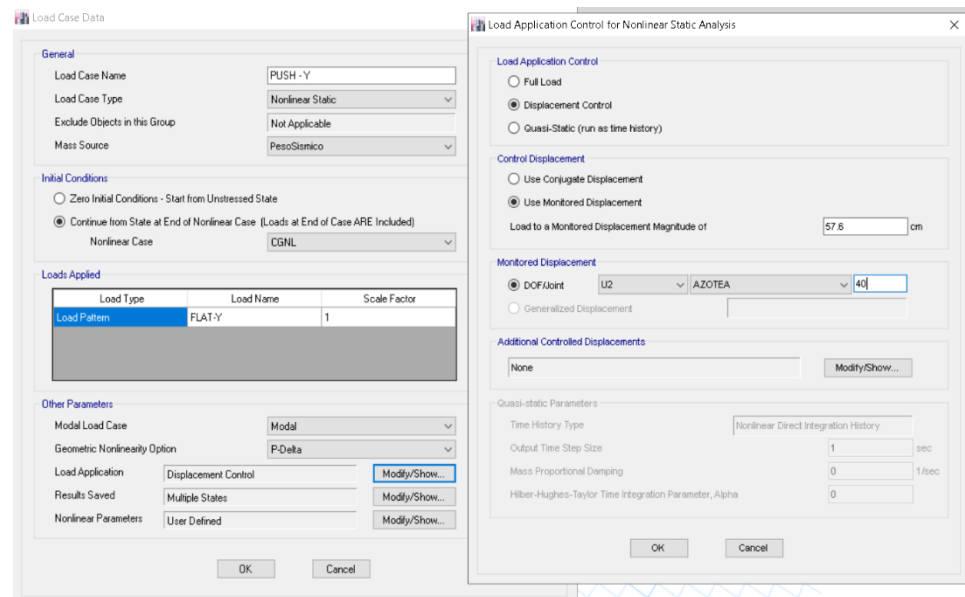 Load Case Data
General
Load Case Name PUSH - Y
Load Case Type Nonlinear Static
Exclude Objects in this Group Not Applicable
Mass Source PesoSismico
Initial Conditions
Zero Initial Conditions - Start from Unstressed State
Continue from State at End of Nonlinear Case (Loads at End of Case ARE Included)
Nonlinear Case CGNL
Loads Applied
Load Type Load Name Scale Factor
Load Pattern FLAT-Y 1
Other Parameters
Modal Load Case Modal
Geometric Nonlinearity Option P-Delta
Load Application Displacement Control Modify/Show...
Results Saved Multiple States Modify/Show...
Nonlinear Parameters User Defined Modify/Show...
OK Cancel
Load Application Control for Nonlinear Static Analysis
Load Application Control
Full Load
Displacement Control
Quasi-Static (run as time history)
Control Displacement
Use Conjugate Displacement
Use Monitored Displacement
Load to a Monitored Displacement Magnitude of 57.6 cm
Monitored Displacement
DOF/Joint U2 AZOTEA 40
Generalized Displacement
Additional Controlled Displacements
None Modify/Show...
Quasi-static Parameters
Time History Type Nonlinear Direct Integration History
Output Time Step Size 1 sec
Mass Proportional Damping 0 1/sec
Hilber-Hughes-Taylor Time Integration Parameter, Alpha 0
OK Cancel